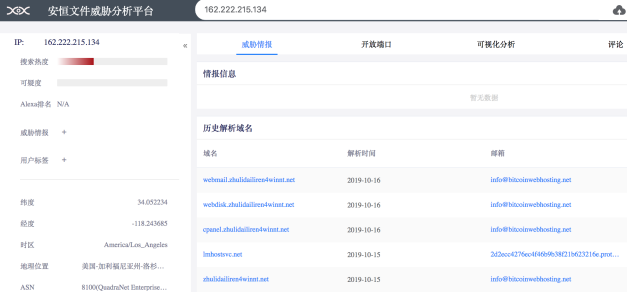 安恒文件威胁分析平台
162.222.215.134
IP: 162.222.215.134
«
威胁情报 开放端口 可视化分析 评论
搜索热度
可疑度
Alexa排名 N/A
威胁情报 +
用户标签 +
纬度 34.052234
经度 -118.243685
时区 America/Los_Angeles
地理位置 美国-加利福尼亚州-洛杉...
ASN 8100(QuadraNet Enterprise...
情报信息
暂无数据
历史解析域名
域名 解析时间 邮箱
webmail.zhulidailiren4winnt.net 2019-10-16 info@bitcoinwebhosting.net
webdisk.zhulidailiren4winnt.net 2019-10-16 info@bitcoinwebhosting.net
cpanel.zhulidailiren4winnt.net 2019-10-16 info@bitcoinwebhosting.net
lmhostsvc.net 2019-10-15 2d2ecc4276ec4f46b9b38f21b623216e.prot...
zhulidailiren4winnt.net 2019-10-15 info@bitcoinwebhosting.net